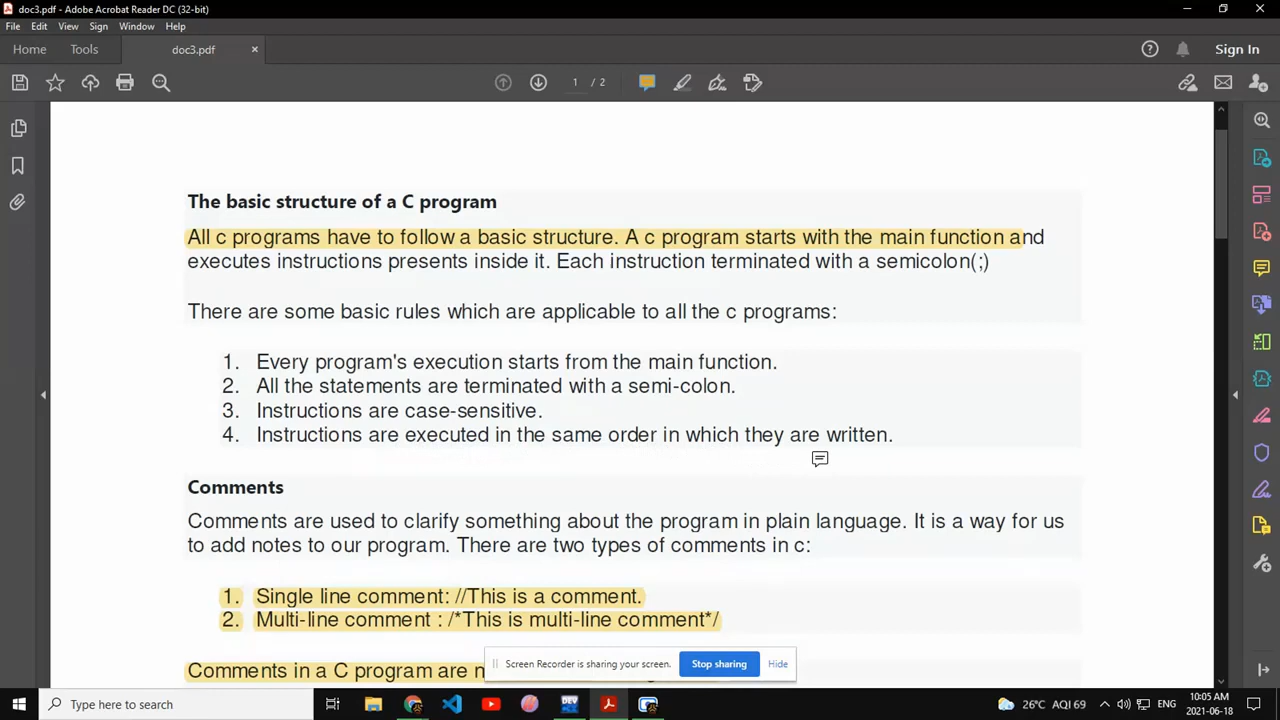 doc3.pdf - Adobe Acrobat Reader DC (32-bit)
File Edit View Sign Window Help
Home Tools doc3.pdf Sign In
1 / 2
The basic structure of a C program
All c programs have to follow a basic structure. A c program starts with the main function and
executes instructions presents inside it. Each instruction terminated with a semicolon(;)
There are some basic rules which are applicable to all the c programs:
1. Every program's execution starts from the main function.
2. All the statements are terminated with a semi-colon.
3. Instructions are case-sensitive.
4. Instructions are executed in the same order in which they are written.
Comments
Comments are used to clarify something about the program in plain language. It is a way for us
to add notes to our program. There are two types of comments in c:
1. Single line comment: //This is a comment.
2. Multi-line comment : /*This is multi-line comment*/
Comments in a C program are
Screen Recorder is sharing your screen. Stop sharing Hide
Type here to search
DEV
26°C AQI 69 ENG 10:05 AM
2021-06-18